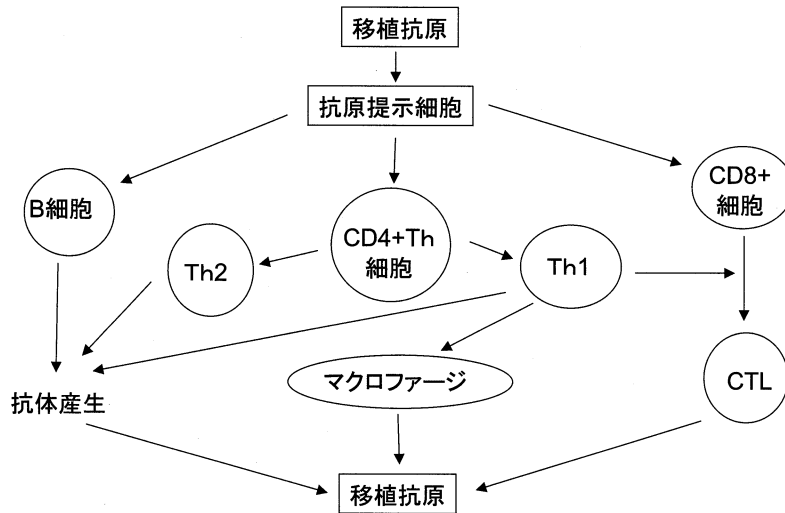 移植抗原
抗原提示細胞
B細胞
CD4+Th
細胞
CD8+
細胞
Th2
Th1
抗体産生
マクロファージ
CTL
移植抗原